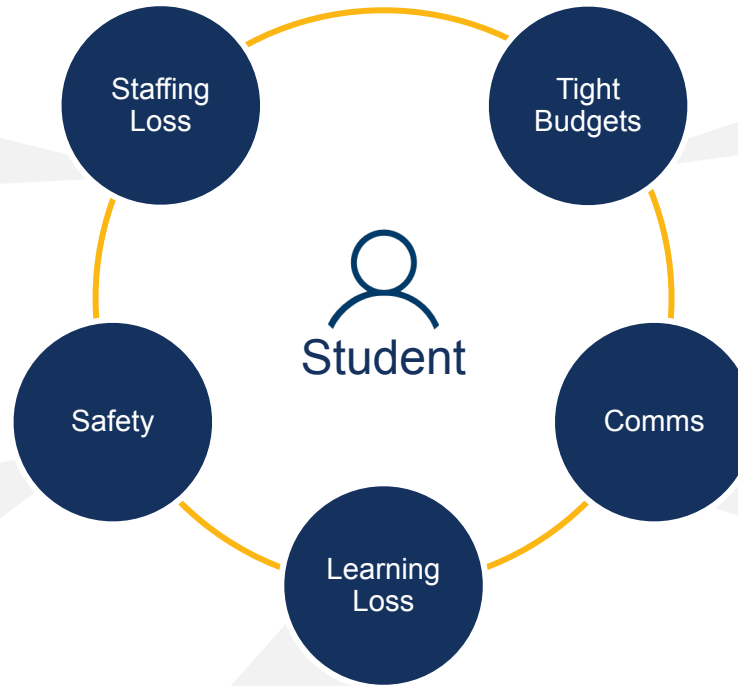 Staffing
Loss
Tight
Budgets
Student
Safety
Comms
Learning
Loss